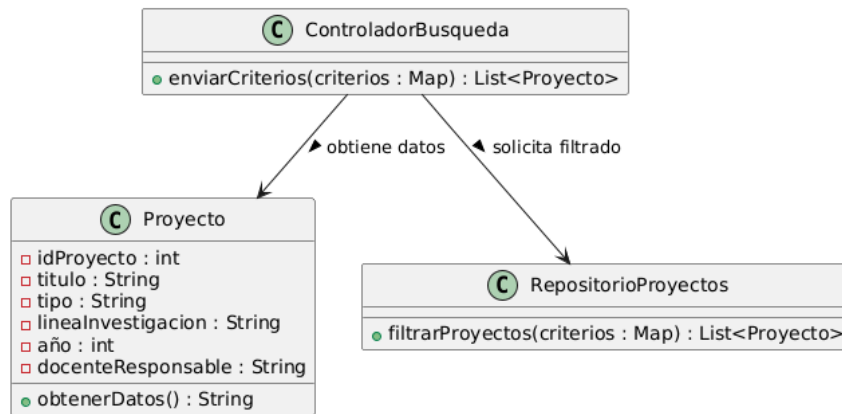 C ControladorBusqueda
enviarCriterios(criterios : Map) : List<Proyecto>
obtiene datos
solicita filtrado
C Proyecto
idProyecto : int
titulo : String
tipo : String
lineaInvestigacion : String
año : int
docenteResponsable : String
obtenerDatos() : String
C RepositorioProyectos
filtrarProyectos(criterios : Map) : List<Proyecto>